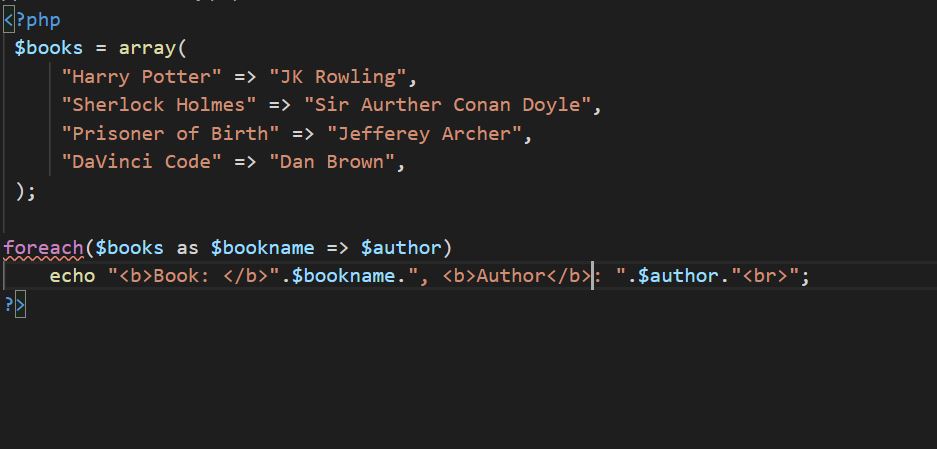 <?php
$books = array(
"Harry Potter" => "JK Rowling",
"Sherlock Holmes" => "Sir Aurther Conan Doyle",
"Prisoner of Birth" => "Jefferey Archer",
"DaVinci Code" => "Dan Brown",
);
foreach($books as $bookname => $author)
echo "<b>Book: </b>".$bookname.", <b>Author</b>: ".$author."<br>";
?>